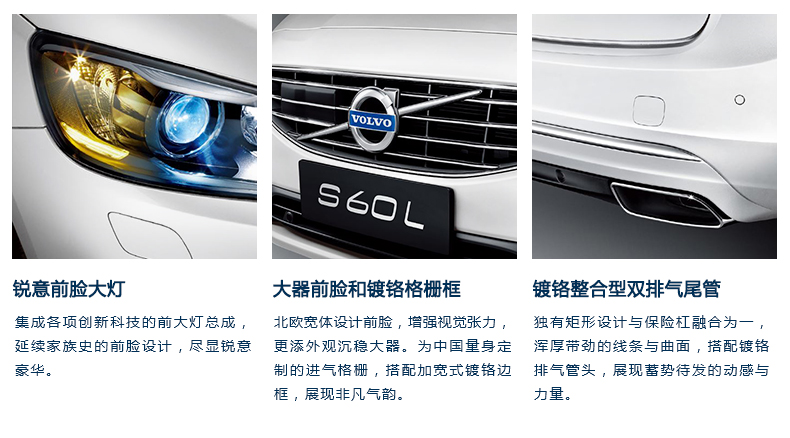 VOLVO
S60L
锐意前脸大灯
集成各项创新科技的前大灯总成，
延续家族史的前脸设计，尽显锐意
豪华。
大器前脸和镀铬格栅框
北欧宽体设计前脸，增强视觉张力，
更添外观沉稳大器。为中国量身定
制的进气格栅，搭配加宽式镀铬边
框，展现非凡气韵。
镀铬整合型双排气尾管
独有矩形设计与保险杠融合为一，
浑厚带劲的线条与曲面，搭配镀铬
排气管头，展现蓄势待发的动感与
力量。